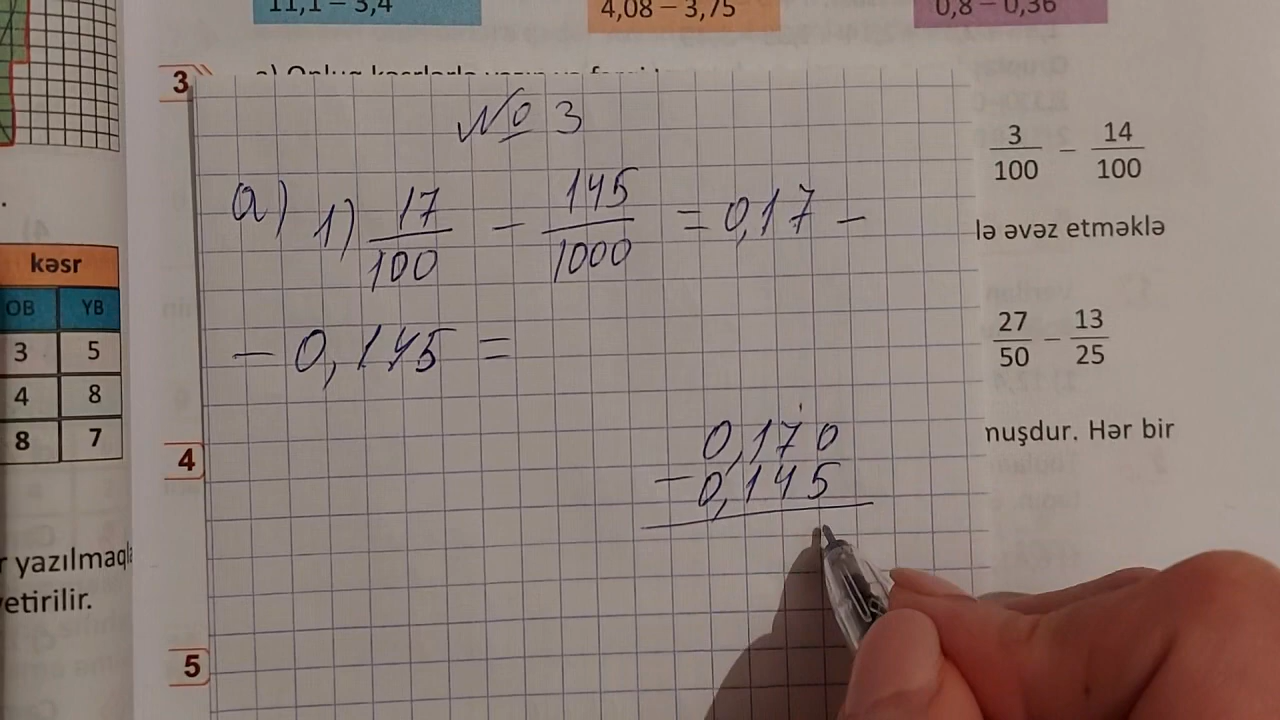 11,1 – 3,4
4,08 – 3,75
0,8 – 0,36
3
№ 3
a) 1) 17/100 – 145/1000 = 0,17 –
– 0,145 =
0,170
– 0,145
3/100 – 14/100
lə əvəz etməklə
27/50 – 13/25
muşdur. Hər bir
.
kəsr
OB YB
3 5
4 8
8 7
4
r yazılmaqla
yetirilir.
5